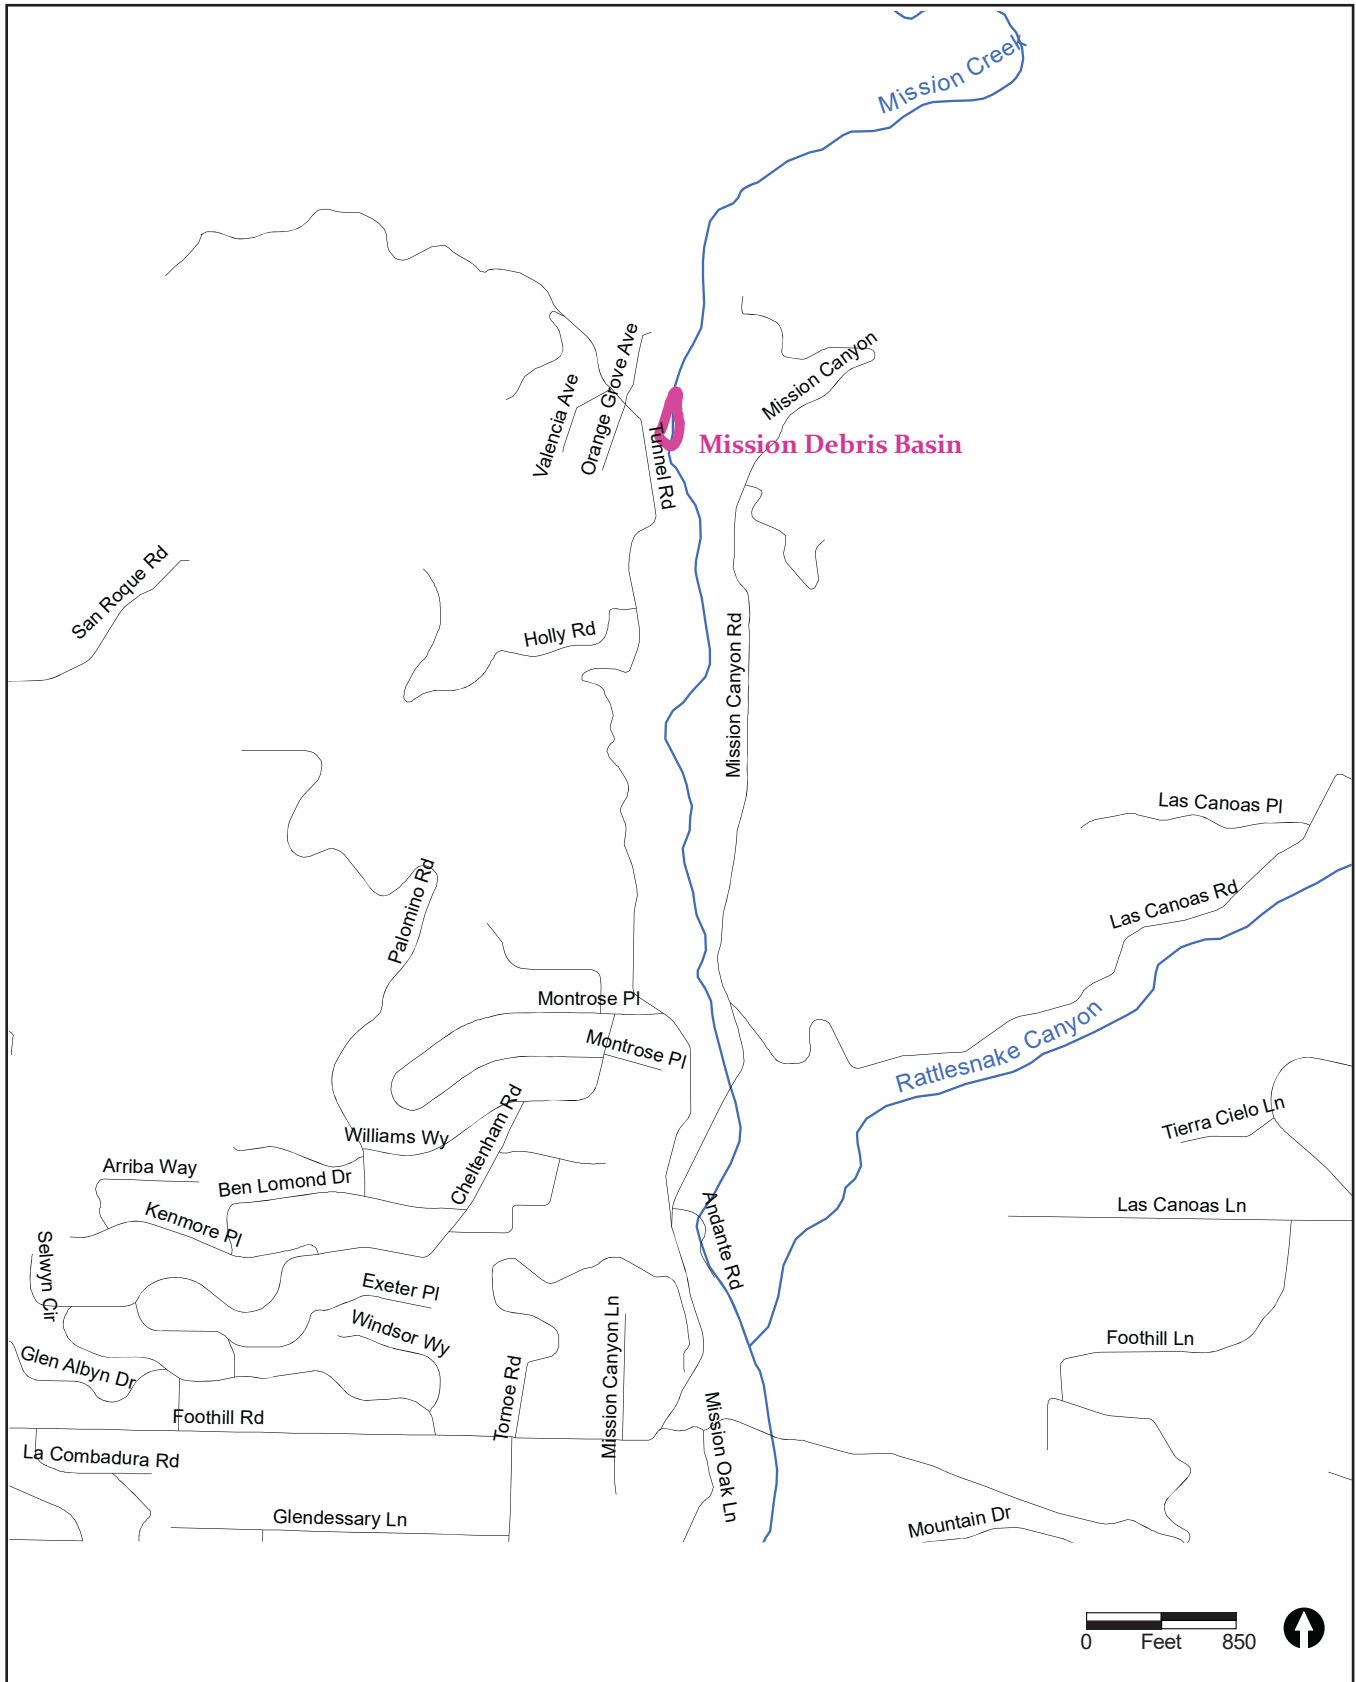 Mission Creek
Orange Grove Ave
Mission Canyon
Valencia Ave
Mission Debris Basin
Tunnel Rd
San Roque Rd
Holly Rd
Mission Canyon Rd
Las Canoas Pl
Las Canoas Rd
Palomino Rd
Montrose Pl
Montrose Pl
Rattlesnake Canyon
Tierra Cielo Ln
Williams Wy
Cheltenham Rd
Arriba Way
Ben Lomond Dr
Las Canoas Ln
Kenmore Pl
Andante Rd
Selwyn Cir
Exeter Pl
Windsor Wy
Mission Canyon Ln
Foothill Ln
Glen Albyn Dr
Tornoe Rd
Foothill Rd
Mission Oak Ln
La Combadura Rd
Glendessary Ln
Mountain Dr
0 Feet 850